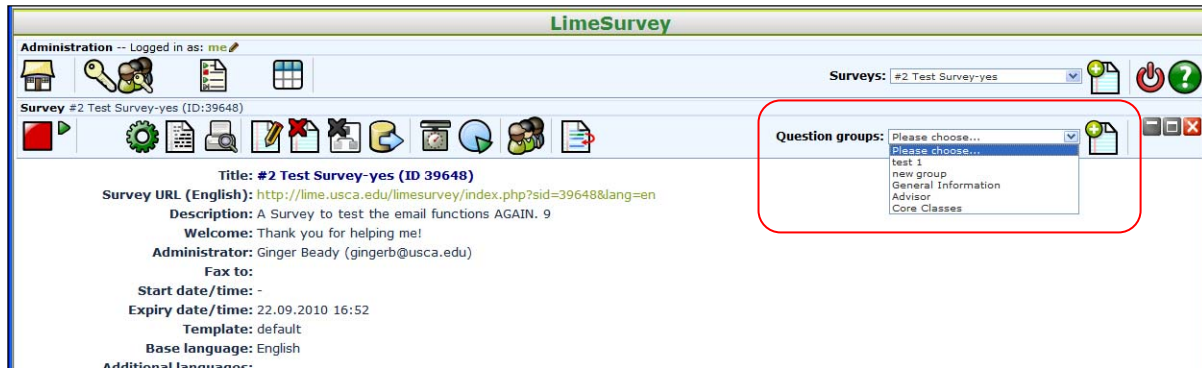 LimeSurvey
Administration -- Logged in as: me
Surveys: #2 Test Survey-yes
Survey #2 Test Survey-yes (ID:39648)
Question groups: Please choose...
Please choose...
test 1
new group
General Information
Advisor
Core Classes
Title: #2 Test Survey-yes (ID 39648)
Survey URL (English): http://lime.usca.edu/limesurvey/index.php?sid=39648&lang=en
Description: A Survey to test the email functions AGAIN. 9
Welcome: Thank you for helping me!
Administrator: Ginger Beady (gingerb@usca.edu)
Fax to:
Start date/time: -
Expiry date/time: 22.09.2010 16:52
Template: default
Base language: English
Additional languages: